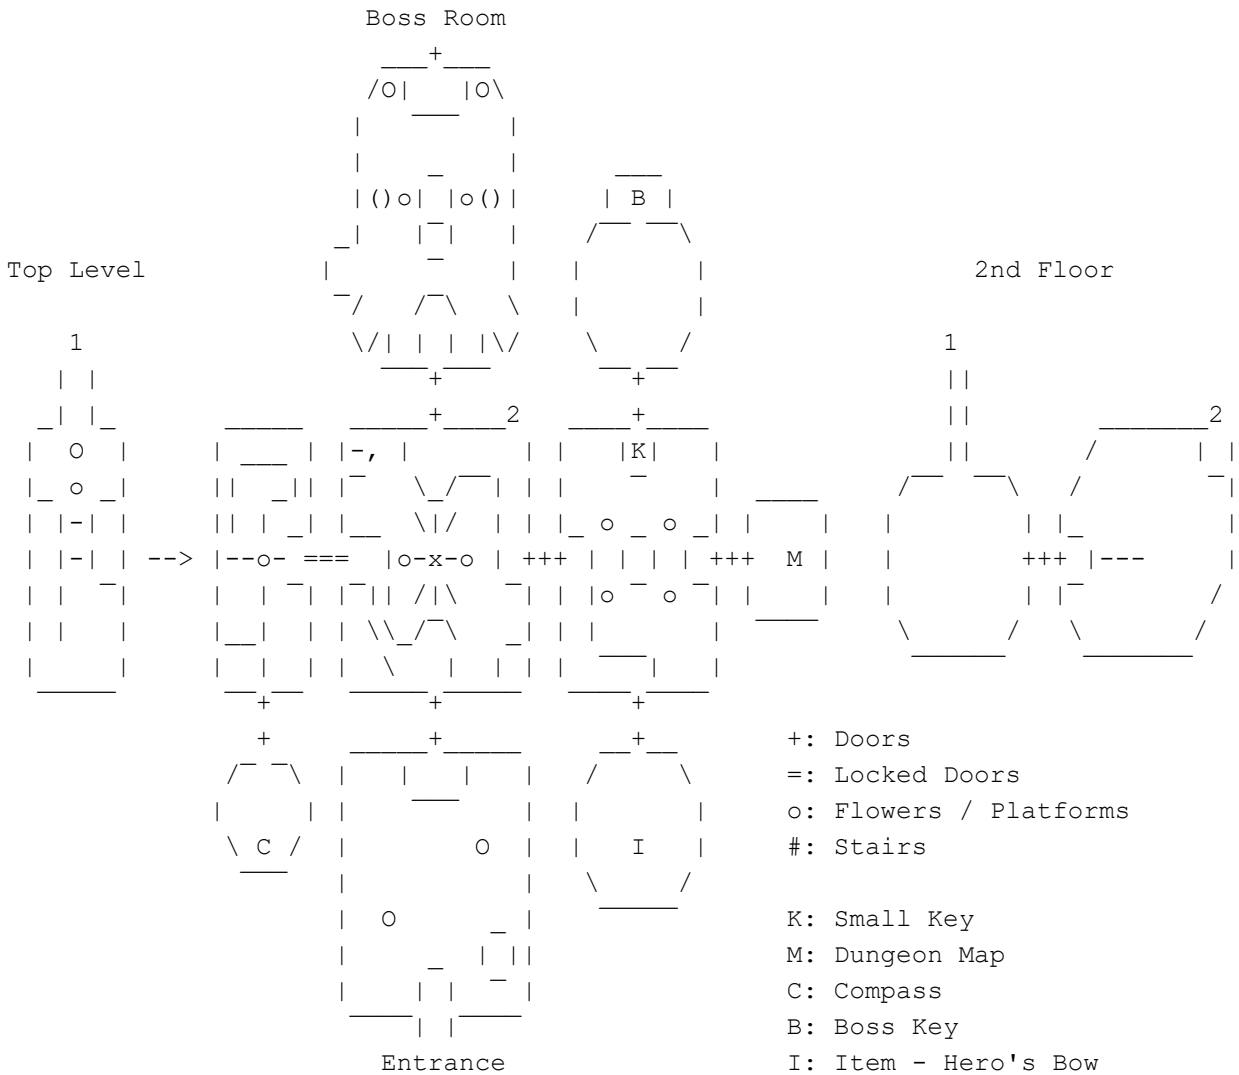 Boss Room
B
Top Level
2nd Floor
1
1
2
2
K
M
+: Doors
=: Locked Doors
o: Flowers / Platforms
C
I
#: Stairs
K: Small Key
M: Dungeon Map
C: Compass
B: Boss Key
Entrance
I: Item - Hero's Bow